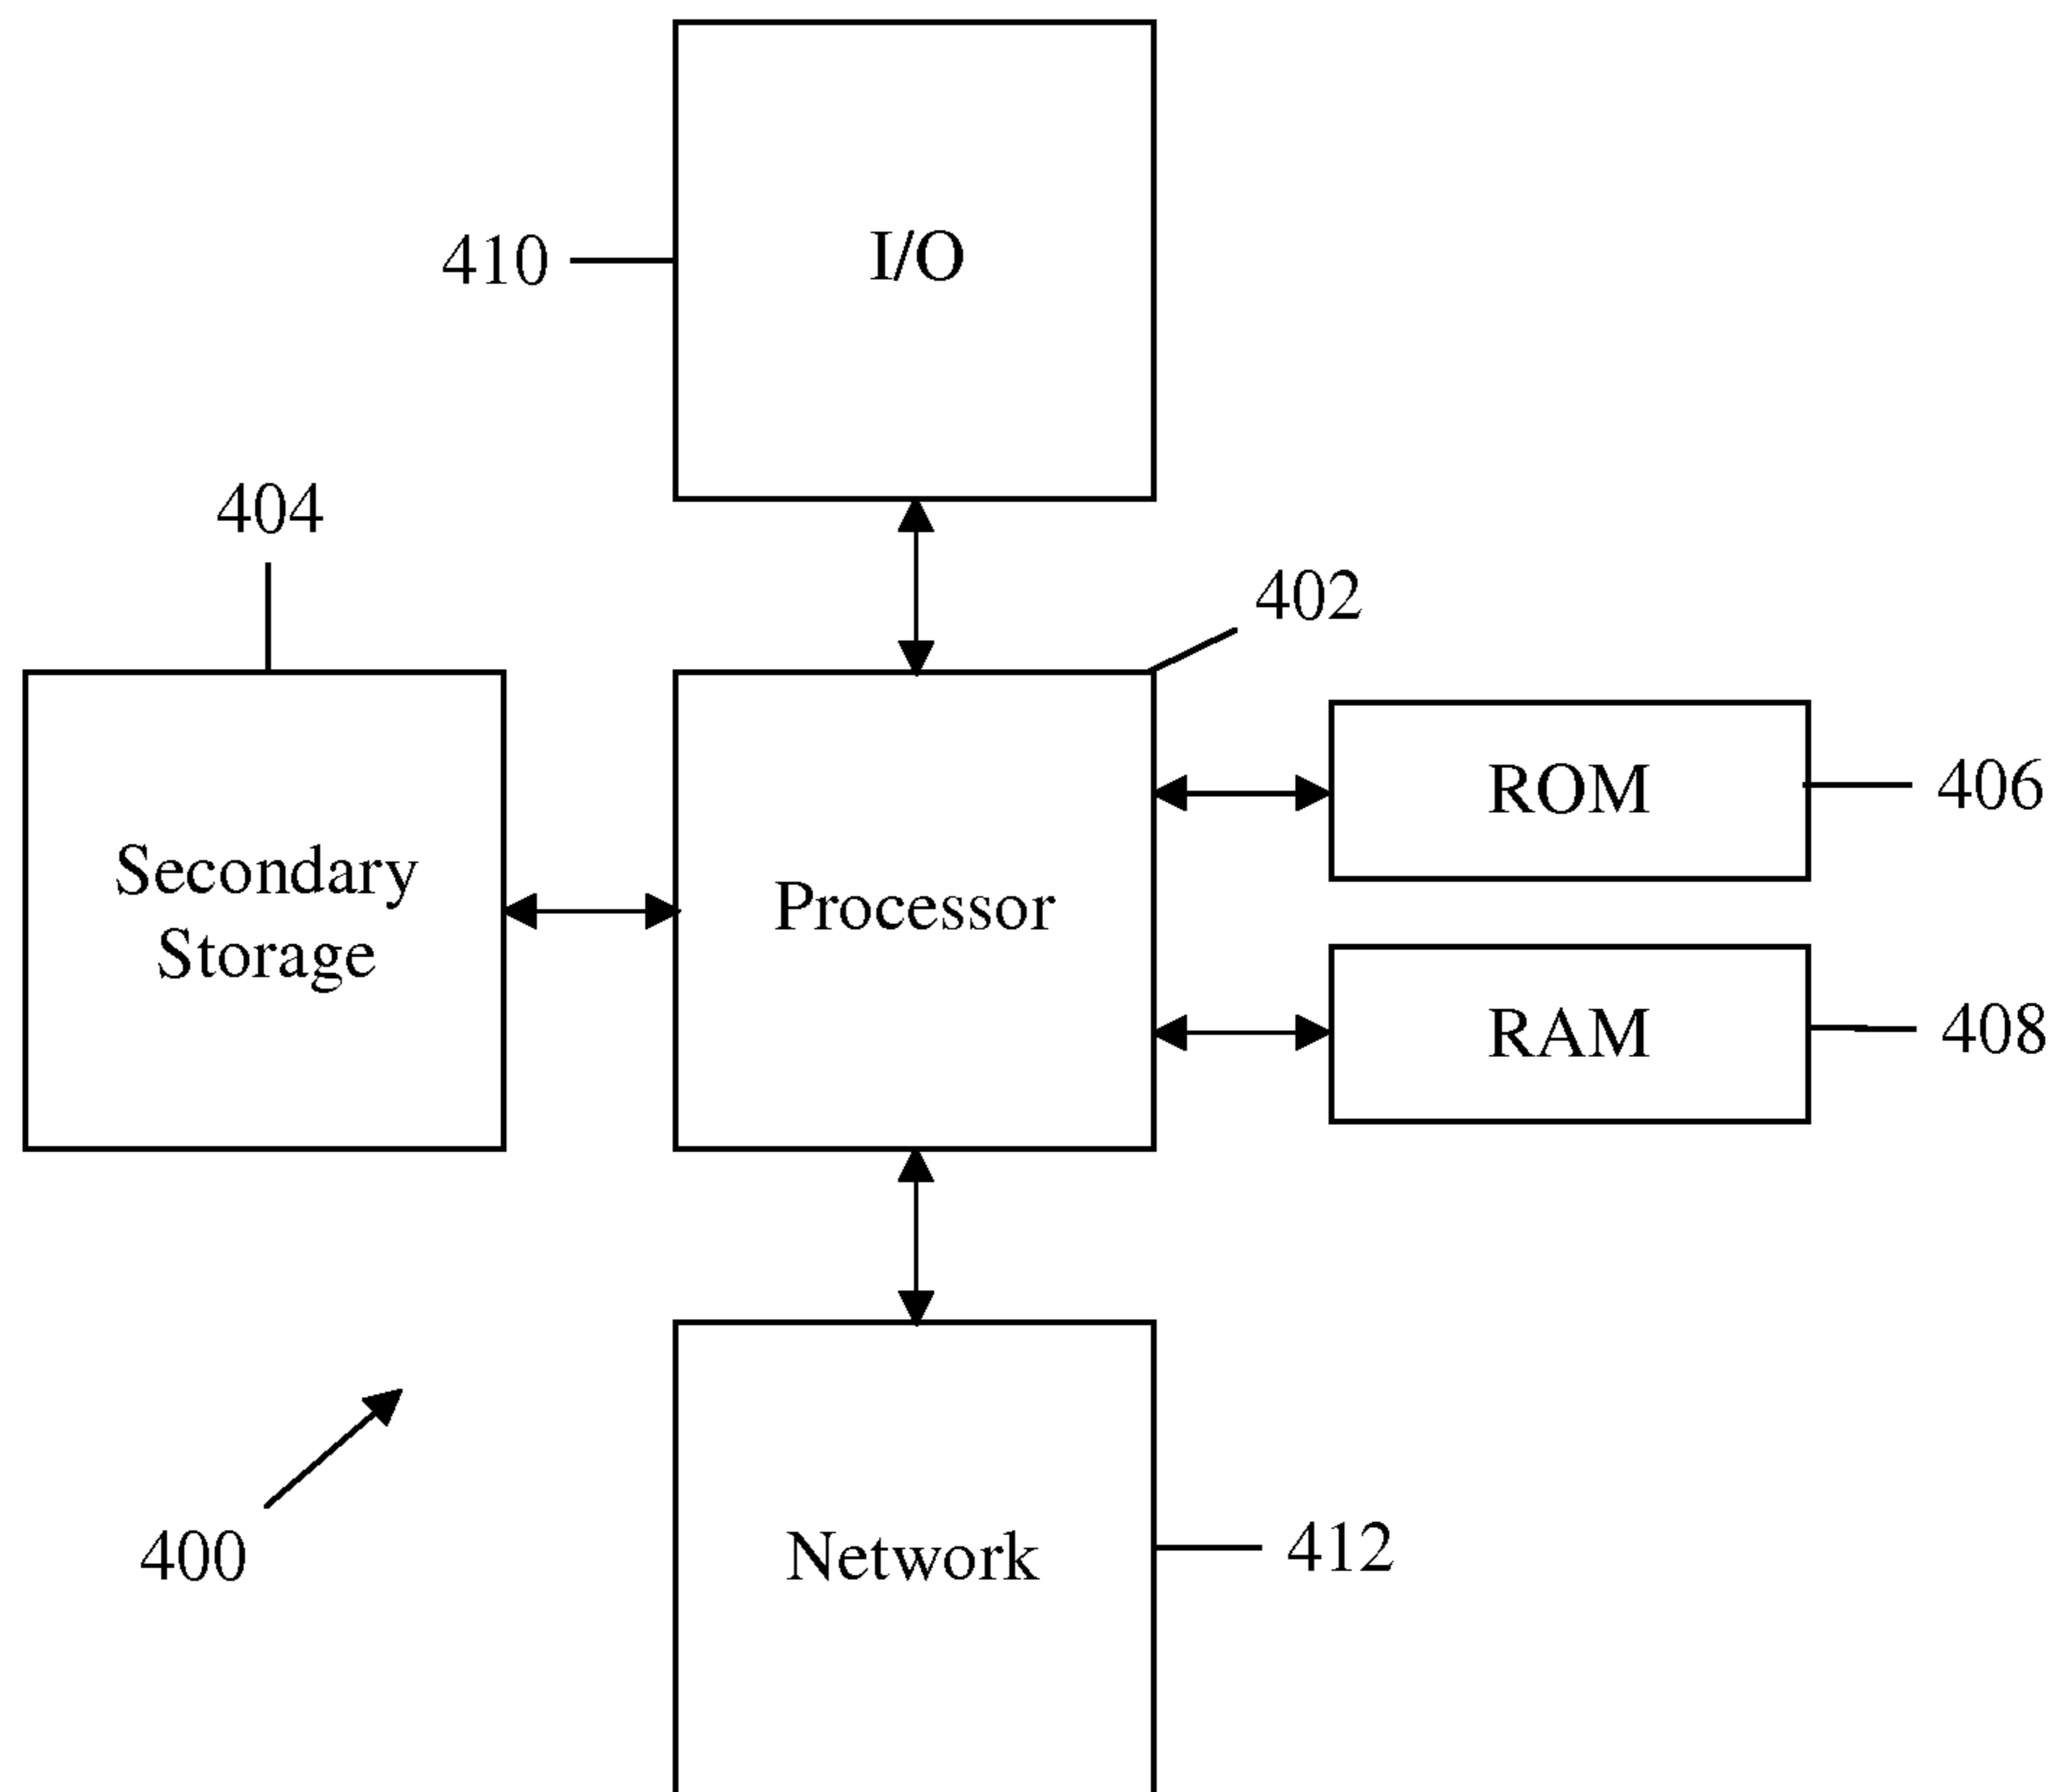 I/O
410
404
402
ROM
406
Secondary
Storage
Processor
RAM
408
400
Network
412